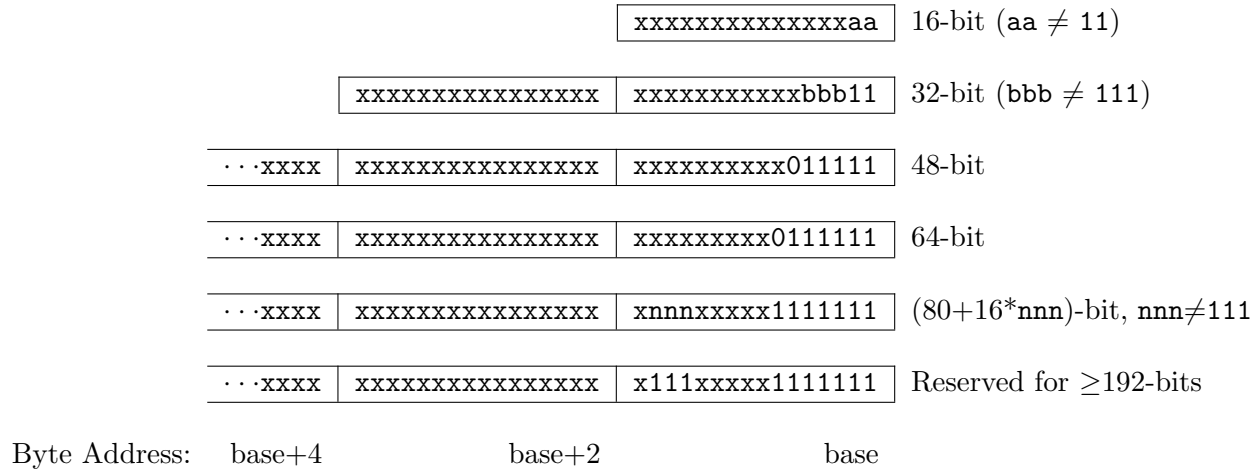 xxxxxxxxxxxxxxaa 16-bit (aa ≠ 11)
xxxxxxxxxxxxxxxx xxxxxxxxxxxbbb11 32-bit (bbb ≠ 111)
···xxxx xxxxxxxxxxxxxxxx xxxxxxxxxx011111 48-bit
···xxxx xxxxxxxxxxxxxxxx xxxxxxxxx0111111 64-bit
···xxxx xxxxxxxxxxxxxxxx xnnnxxxxx1111111 (80+16*nnn)-bit, nnn≠111
···xxxx xxxxxxxxxxxxxxxx x111xxxxx1111111 Reserved for ≥192-bits
Byte Address: base+4 base+2 base